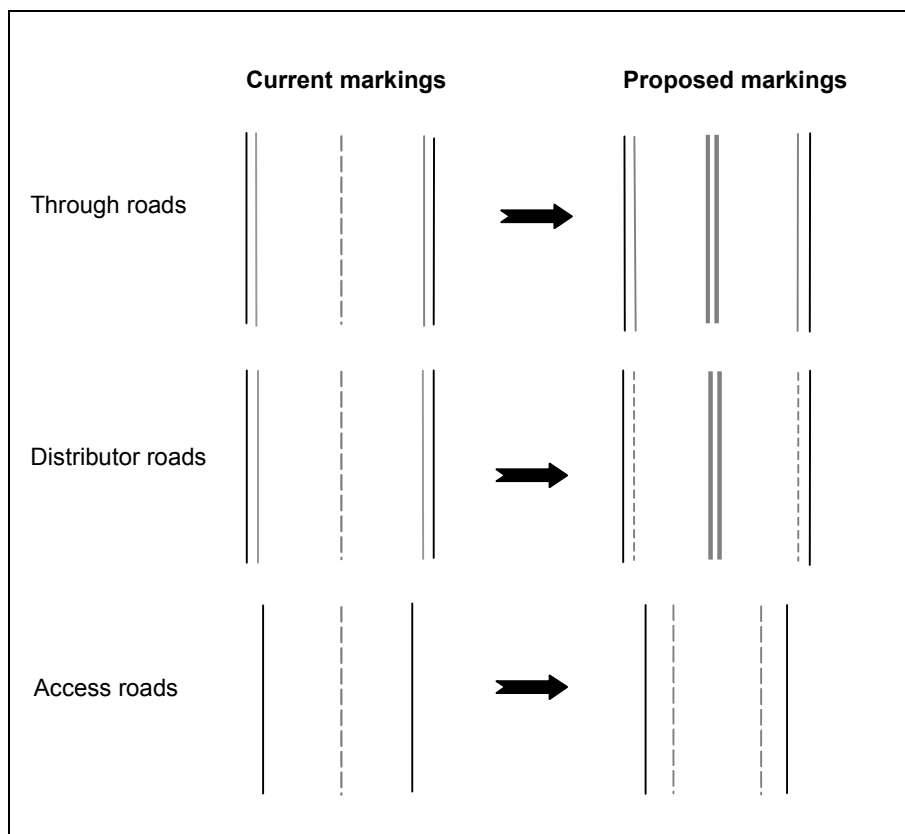 Current markings
Proposed markings
Through roads
Distributor roads
Access roads